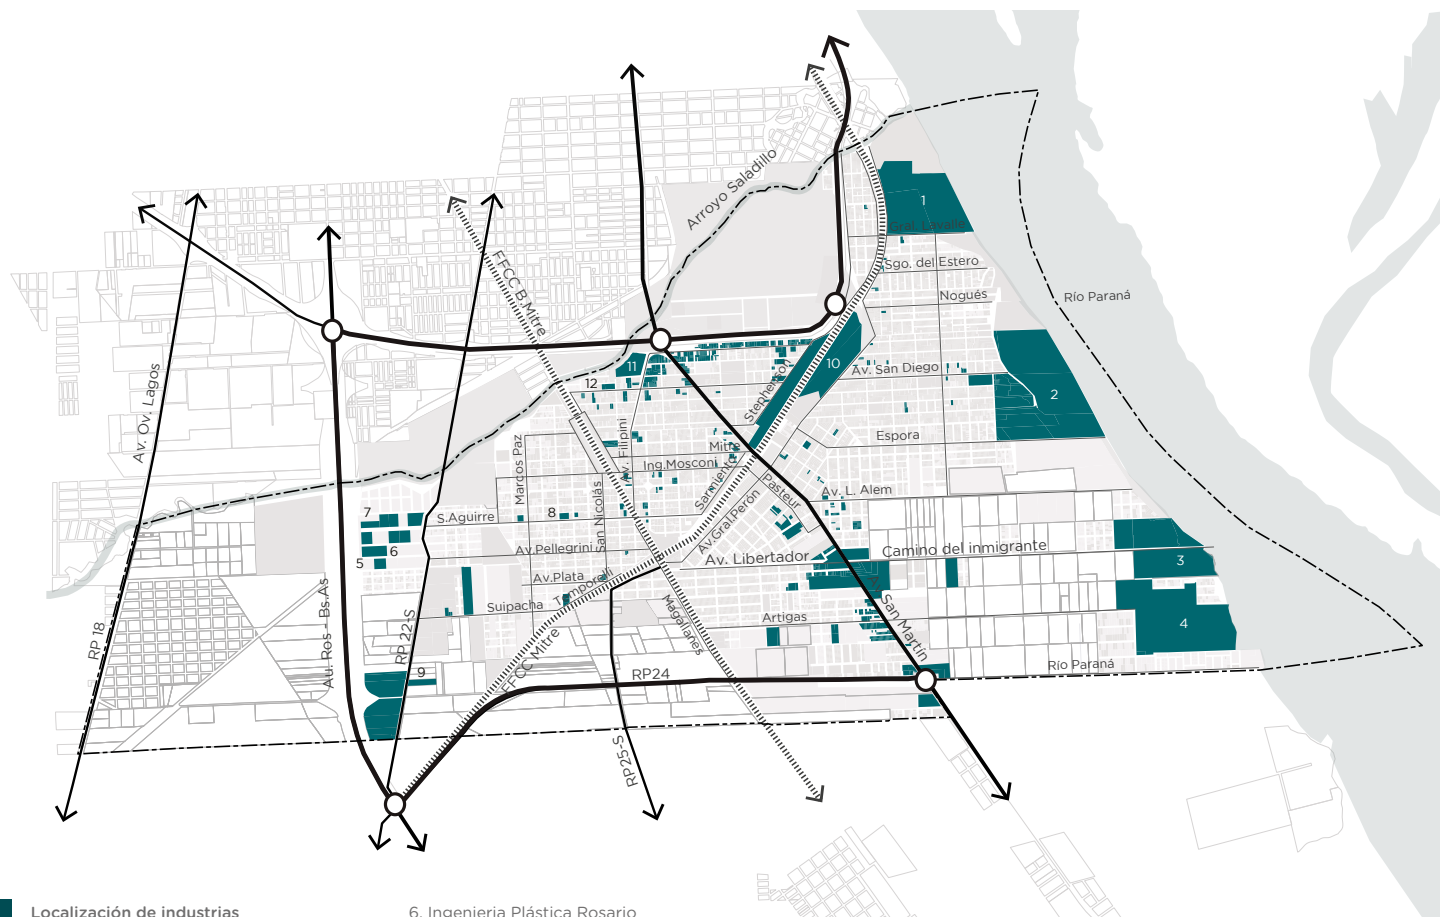 Arroyo Saladillo
1
Gral. Lavalle
Sgo. del Estero
Nogués
Río Paraná
FFCC B.Mitre
Av. Ov. Lagos
11
12
10
Av. San Diego
2
Stephenson
Av. Filipini
Mitre
Espora
Marcos Paz
Ing.Mosconi
Sarmiento
Pasteur
Av. L. Alem
San Nicolás
7
8
S.Aguirre
6
5
Av.Pellegrini
Av.Gral.Perón
Av. Libertador
Camino del inmigrante
3
Av.Plata
Temporelli
Suipacha
Magallanes
Artigas
Av. San Martín
4
RP 18
Au. Ros - Bs.As
RP 22-S
FFCC Mitre
9
RP24
Río Paraná
RP25-S
Localización de industrias
6. Ingenieria Plástica Rosario